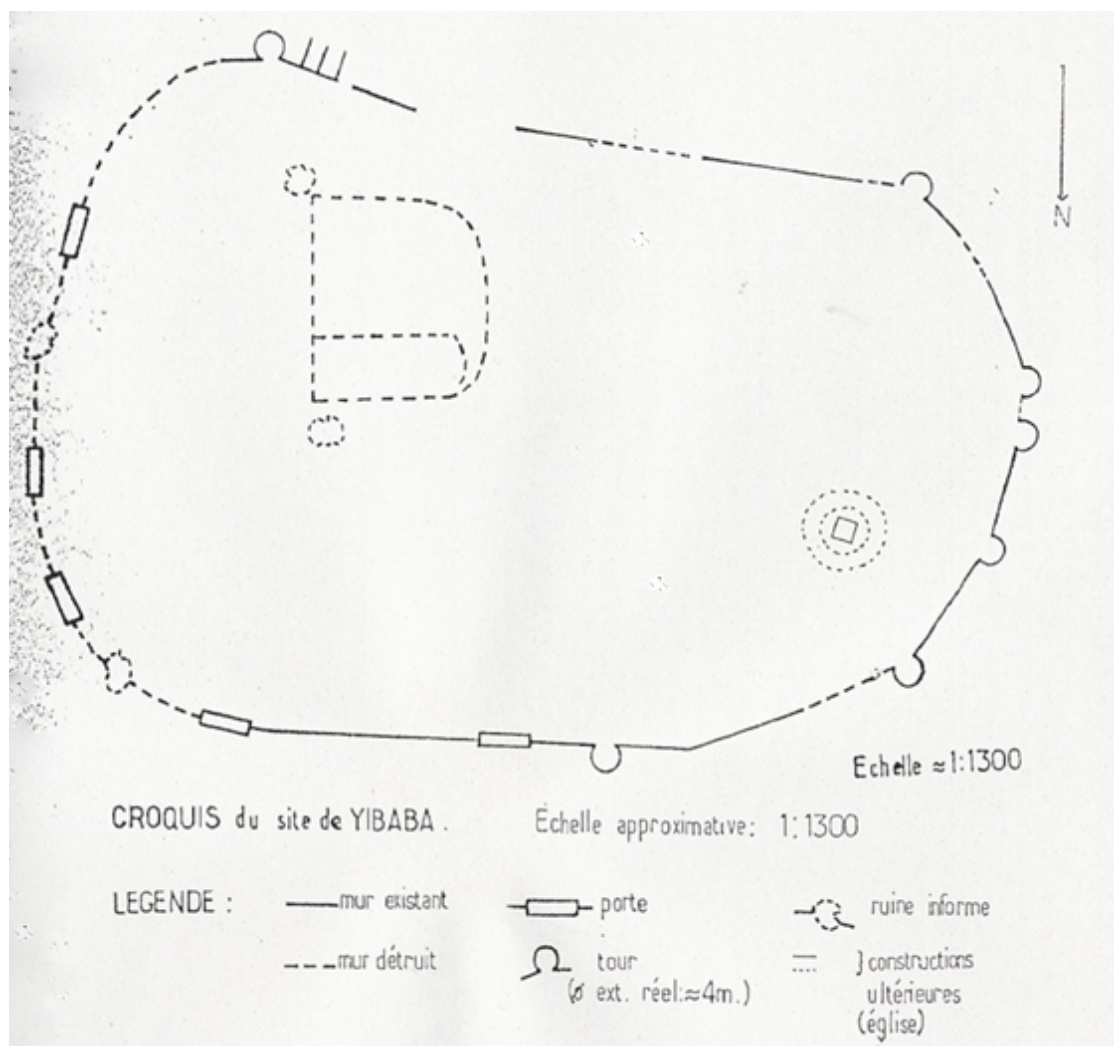 N
Echelle ≈ 1:1300
CROQUIS du site de YIBABA. Échelle approximative: 1:1300
LEGENDE :
mur existant
porte
ruine informe
mur détruit
tour
(ø ext. réel:≈4m.)
} constructions
ultérieures
(église)